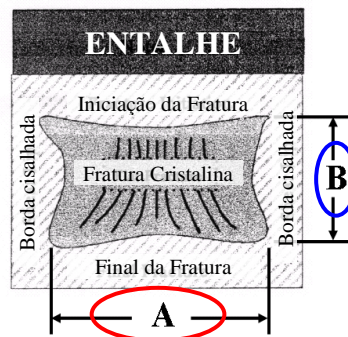 ENTALHE
Iniciação da Fratura
Borda cisalhada
Fratura Cristalina
Borda cisalhada
B
Final da Fratura
A